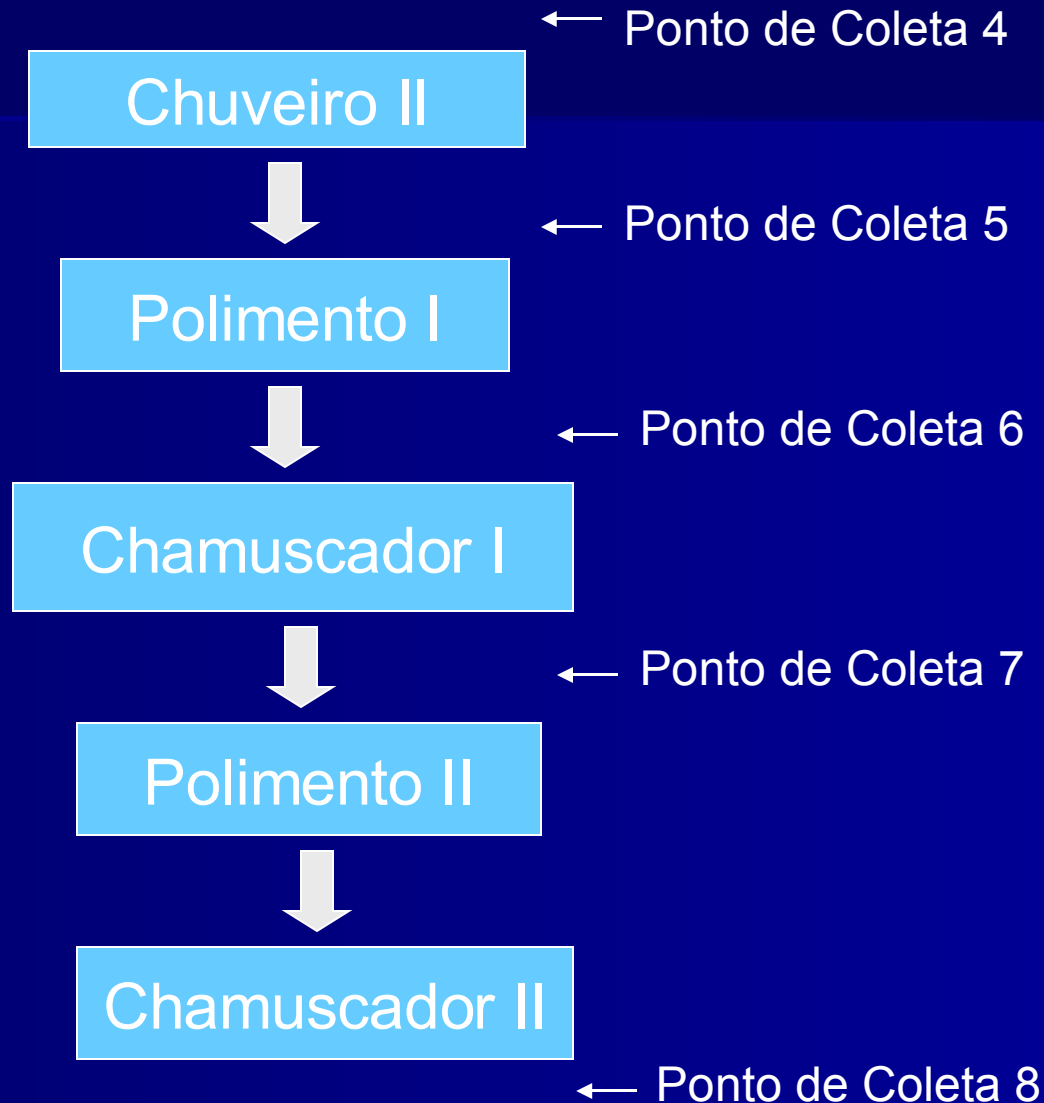 Ponto de Coleta 4
Chuveiro II
Ponto de Coleta 5
Polimento I
Ponto de Coleta 6
Chamuscador I
Ponto de Coleta 7
Polimento II
Chamuscador II
Ponto de Coleta 8